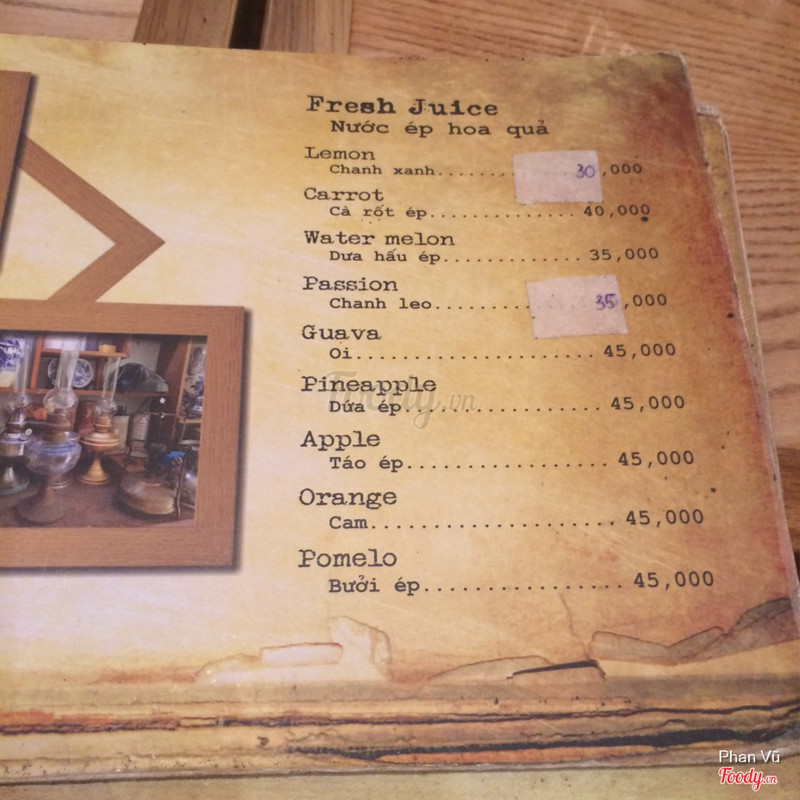 Fresh Juice
Nước ép hoa quả
Lemon
Chanh xanh........30,000
Carrot
Cà rốt ép..............40,000
Water melon
Dưa hấu ép.............35,000
Passion
Chanh leo..............35,000
Guava
Oi......................45,000
Pineapple
Dứa ép..................45,000
Apple
Táo ép...................45,000
Orange
Cam.......................45,000
Pomelo
Bưởi ép..................45,000
Foody.vn
Phan Vũ
Foody.vn